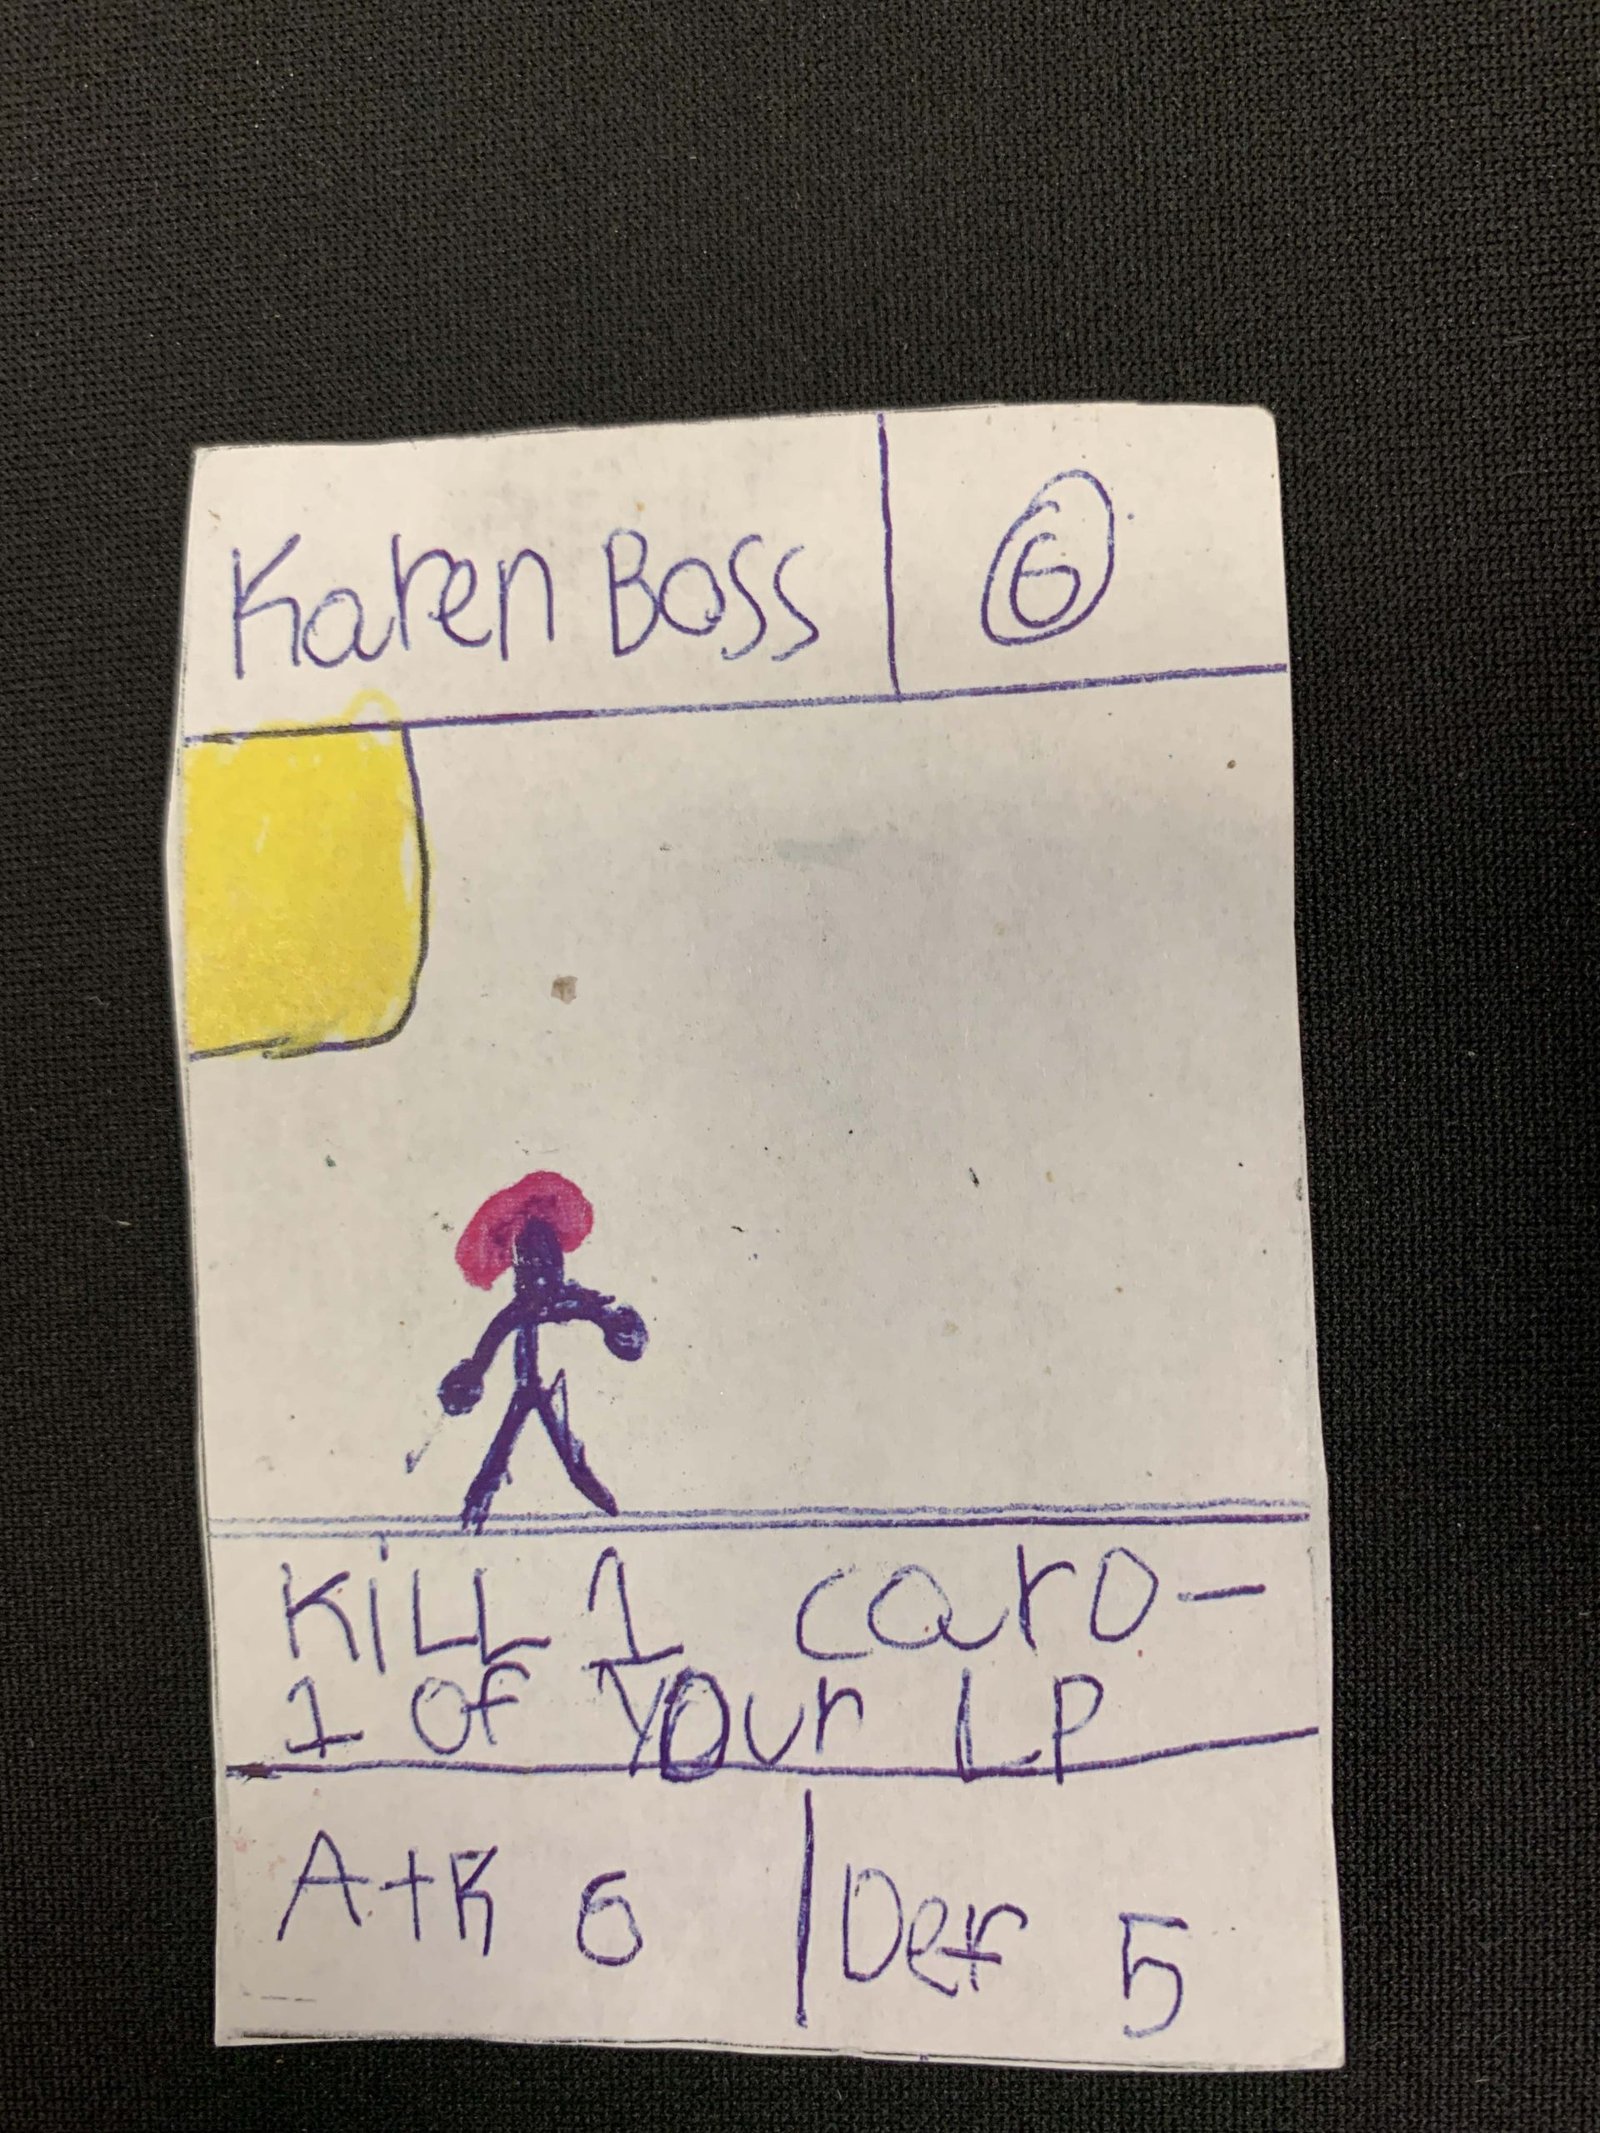 Karen Boss
6
KiLL 1 carD-
1 Of YOur LP
AtK 6
Def 5